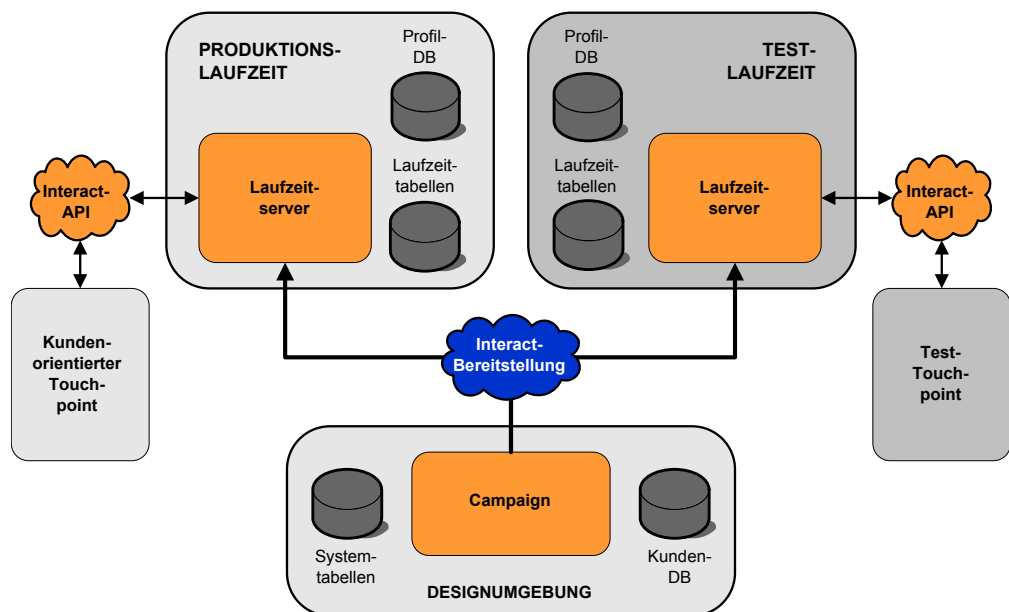 PRODUKTIONS-
LAUFZEIT
Profil-
DB
Laufzeit-
server
Laufzeit-
tabellen
Profil-
DB
TEST-
LAUFZEIT
Laufzeit-
tabellen
Laufzeit-
server
Interact-
API
Interact-
API
Kunden-
orientierter
Touch-
point
Interact-
Bereitstellung
Test-
Touch-
point
Campaign
System-
tabellen
Kunden-
DB
DESIGNUMGEBUNG